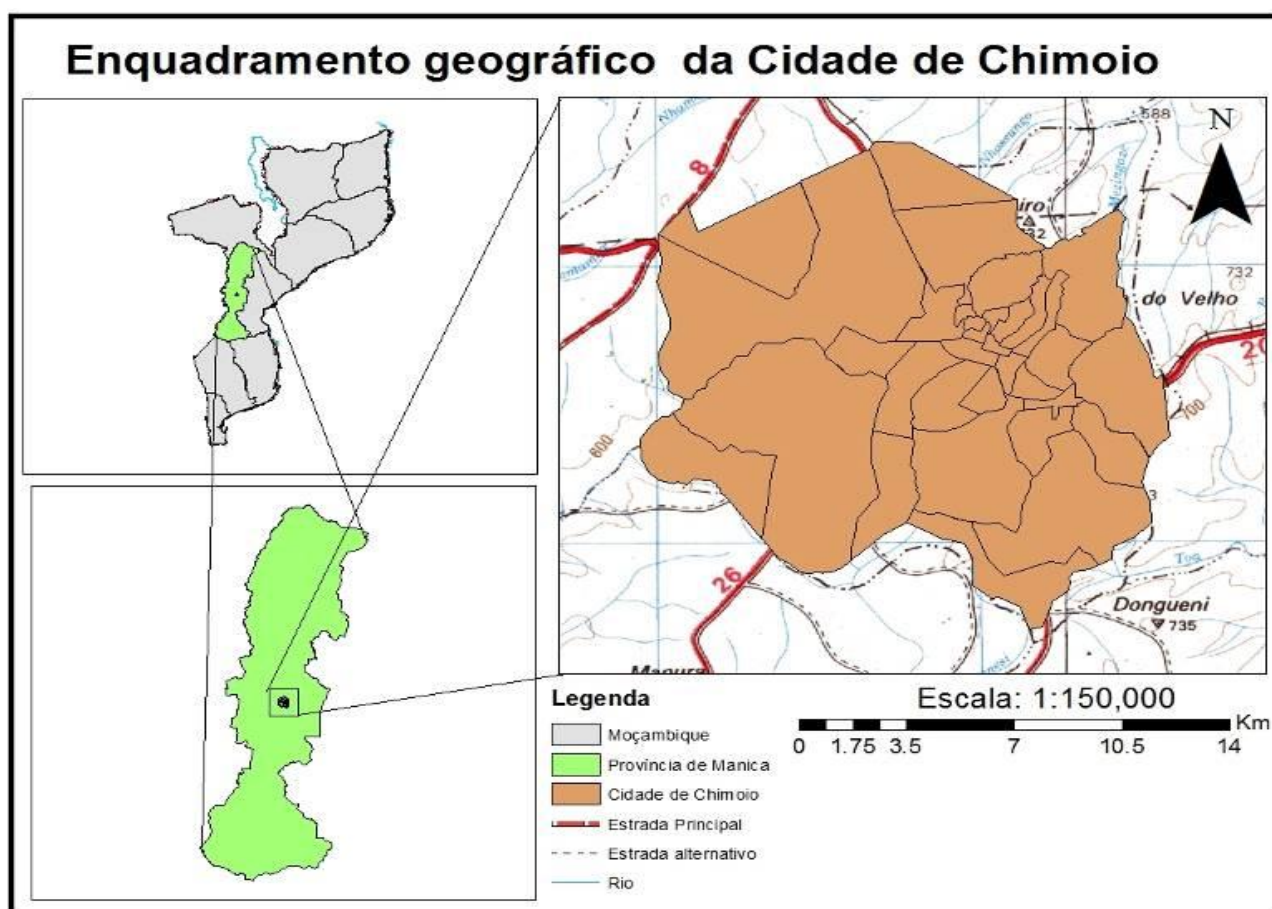 Enquadramento geográfico da Cidade de Chimoio
588
N
8
732
do Velho
700
600
26
Dongueni
735
Legenda
Moçambique
Província de Manica
Cidade de Chimoio
Estrada Principal
Estrada alternativo
Rio
Escala: 1:150,000
Km
0 1.75 3.5 7 10.5 14